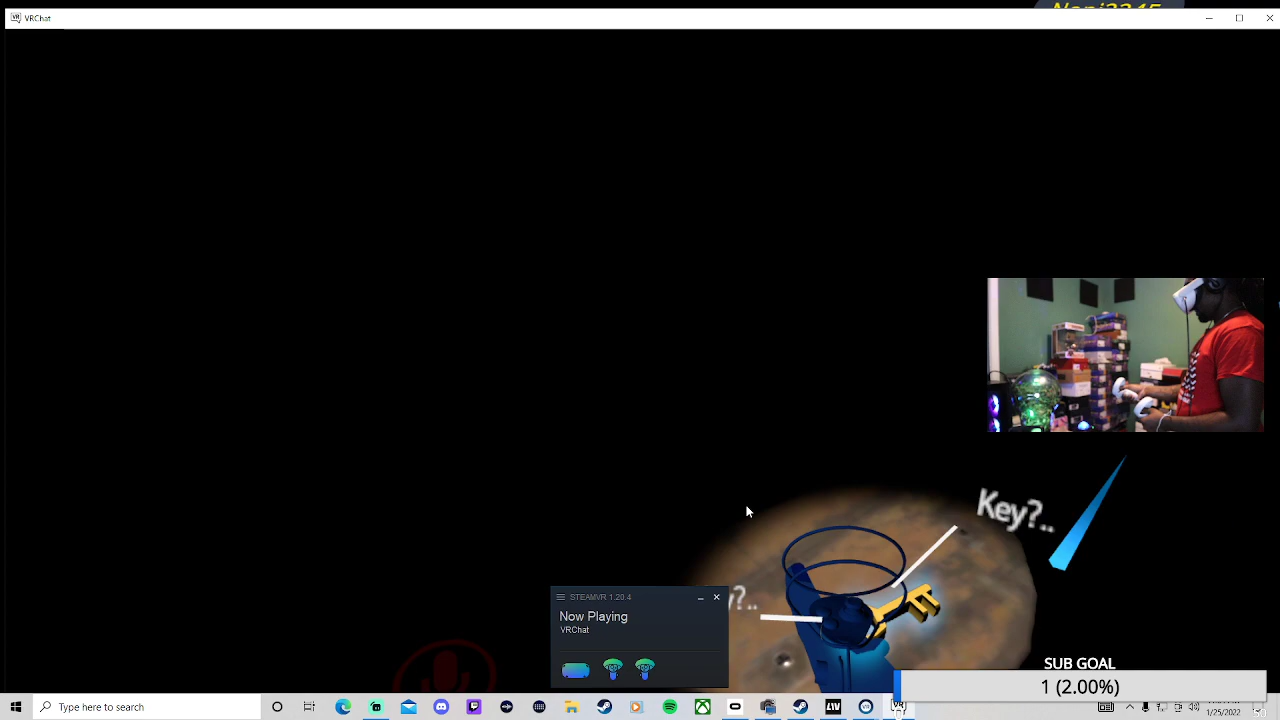 VRChat
Key?..
y?..
STEAMVR 1.20.4
Now Playing
VRChat
SUB GOAL
1 (2.00%)
Type here to search
1/25/2022